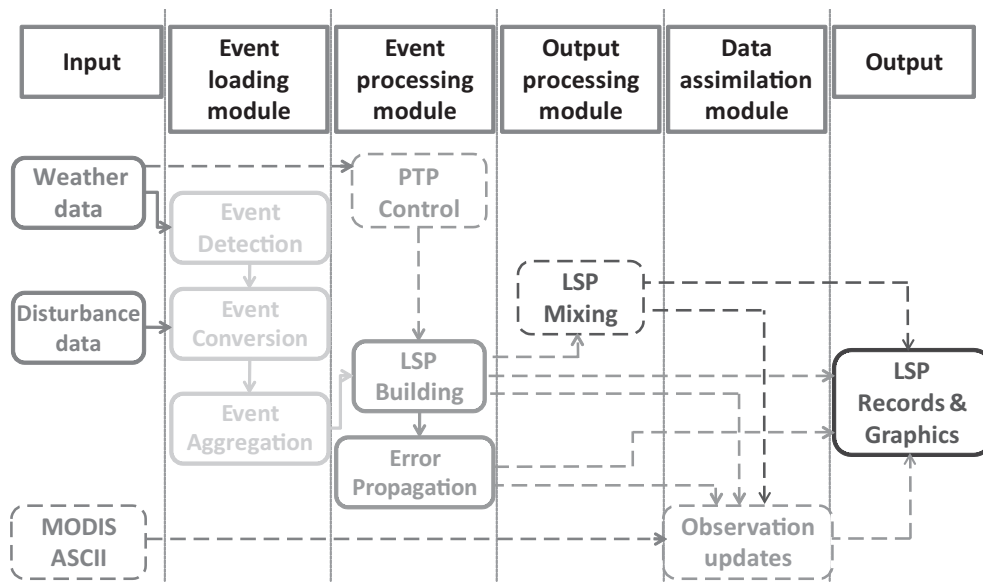 Input
Event
loading
module
Event
processing
module
Output
processing
module
Data
assimilation
module
Output
Weather
data
PTP
Control
Event
Detection
Disturbance
data
Event
Conversion
LSP
Mixing
LSP
Building
LSP
Records &
Graphics
Event
Aggregation
Error
Propagation
MODIS
ASCII
Observation
updates